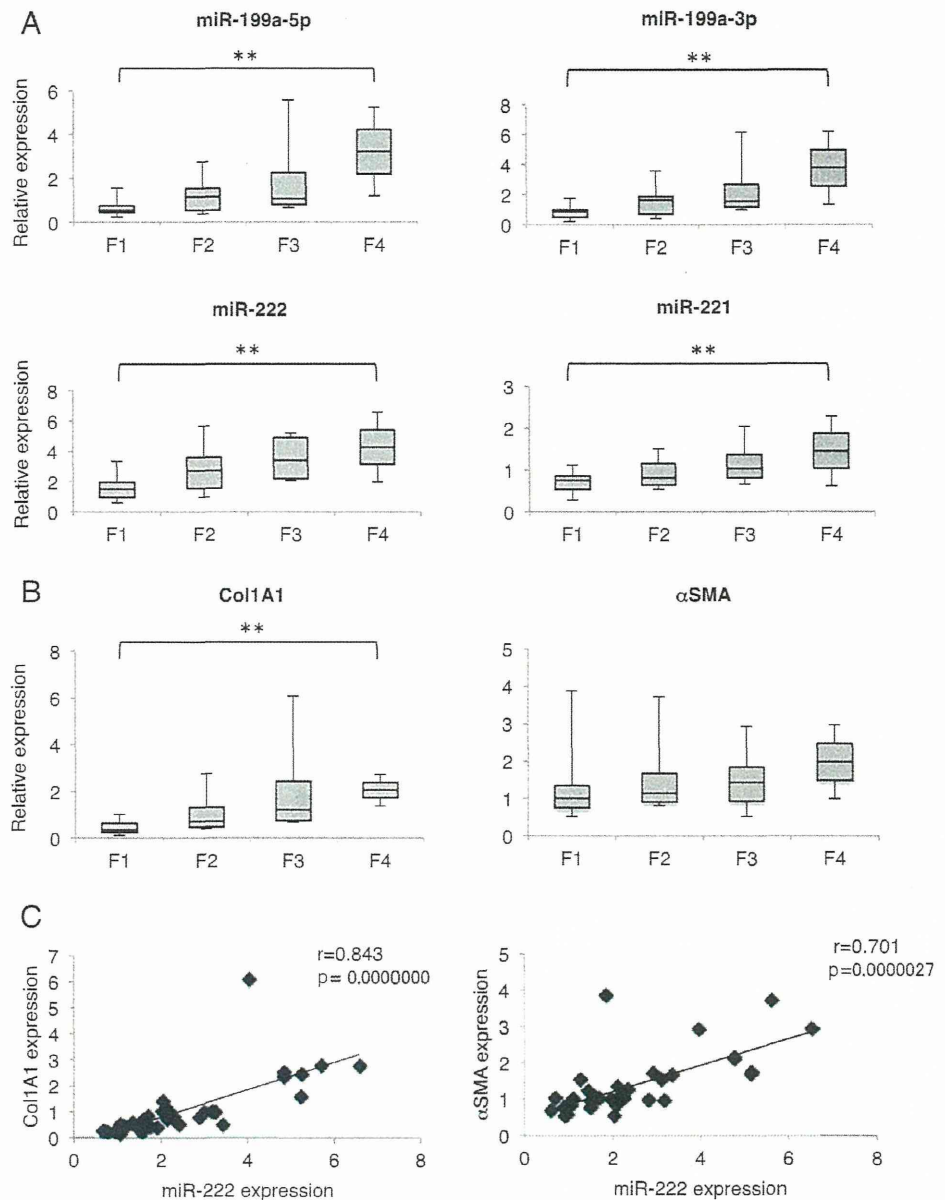 A
miR-199a-5p
**
Relative expression
6
4
2
0
F1 F2 F3 F4
miR-199a-3p
**
8
6
4
2
0
F1 F2 F3 F4
miR-222
**
Relative expression
8
6
4
2
0
F1 F2 F3 F4
miR-221
**
3
2
1
0
F1 F2 F3 F4
B
Col1A1
**
Relative expression
8
6
4
2
0
F1 F2 F3 F4
αSMA
5
4
3
2
1
0
F1 F2 F3 F4
C
Col1A1 expression
7
6
5
4
3
2
1
0
r=0.843
p= 0.0000000
0 2 4 6 8
miR-222 expression
αSMA expression
5
4
3
2
1
0
r=0.701
p=0.0000027
0 2 4 6 8
miR-222 expression